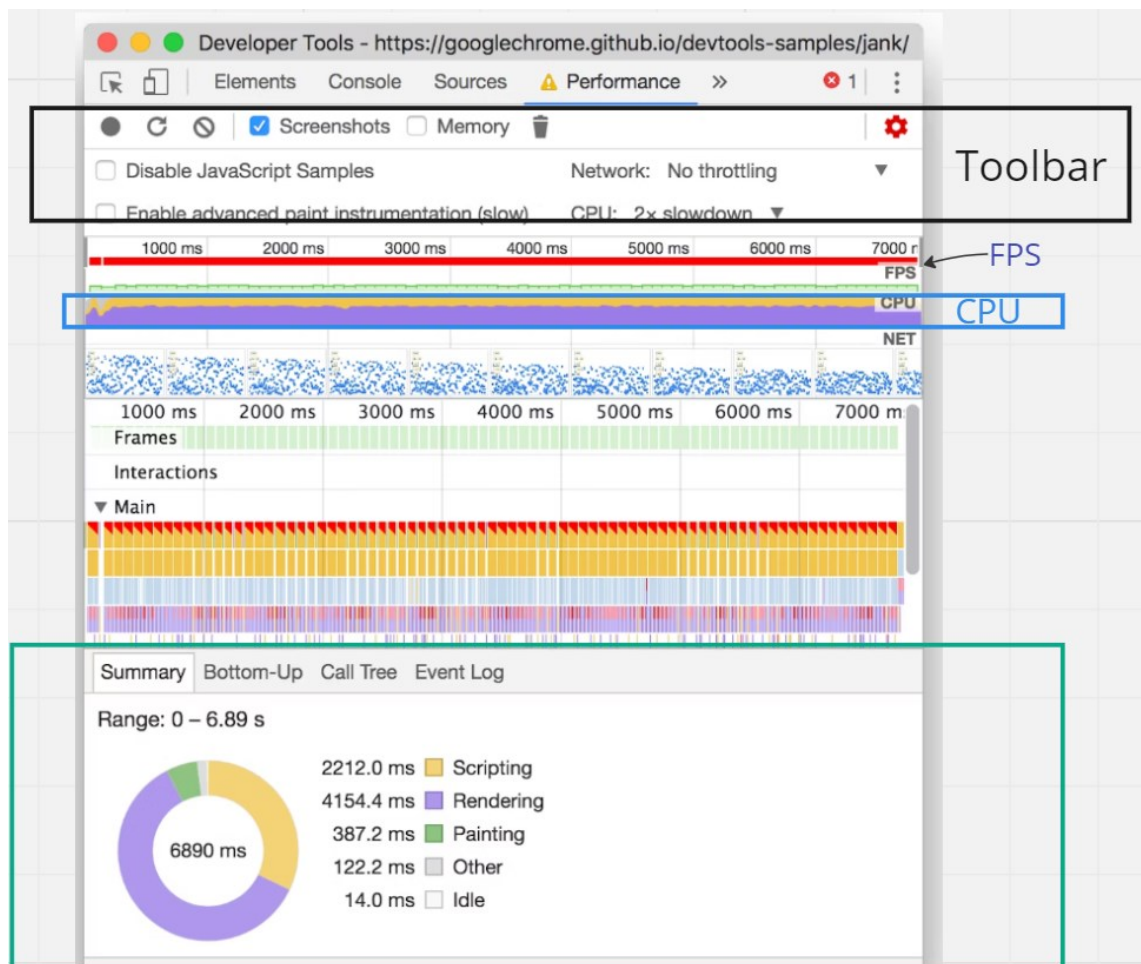 Developer Tools - https://googlechrome.github.io/devtools-samples/jank/
Elements Console Sources Performance » 1
Screenshots Memory
Disable JavaScript Samples Network: No throttling
Toolbar
Enable advanced paint instrumentation (slow) CPU: 2× slowdown
1000 ms 2000 ms 3000 ms 4000 ms 5000 ms 6000 ms 7000 r
FPS
FPS
CPU
CPU
NET
1000 ms 2000 ms 3000 ms 4000 ms 5000 ms 6000 ms 7000 m
Frames
Interactions
Main
Summary Bottom-Up Call Tree Event Log
Range: 0 – 6.89 s
2212.0 ms Scripting
4154.4 ms Rendering
6890 ms
387.2 ms Painting
122.2 ms Other
14.0 ms Idle